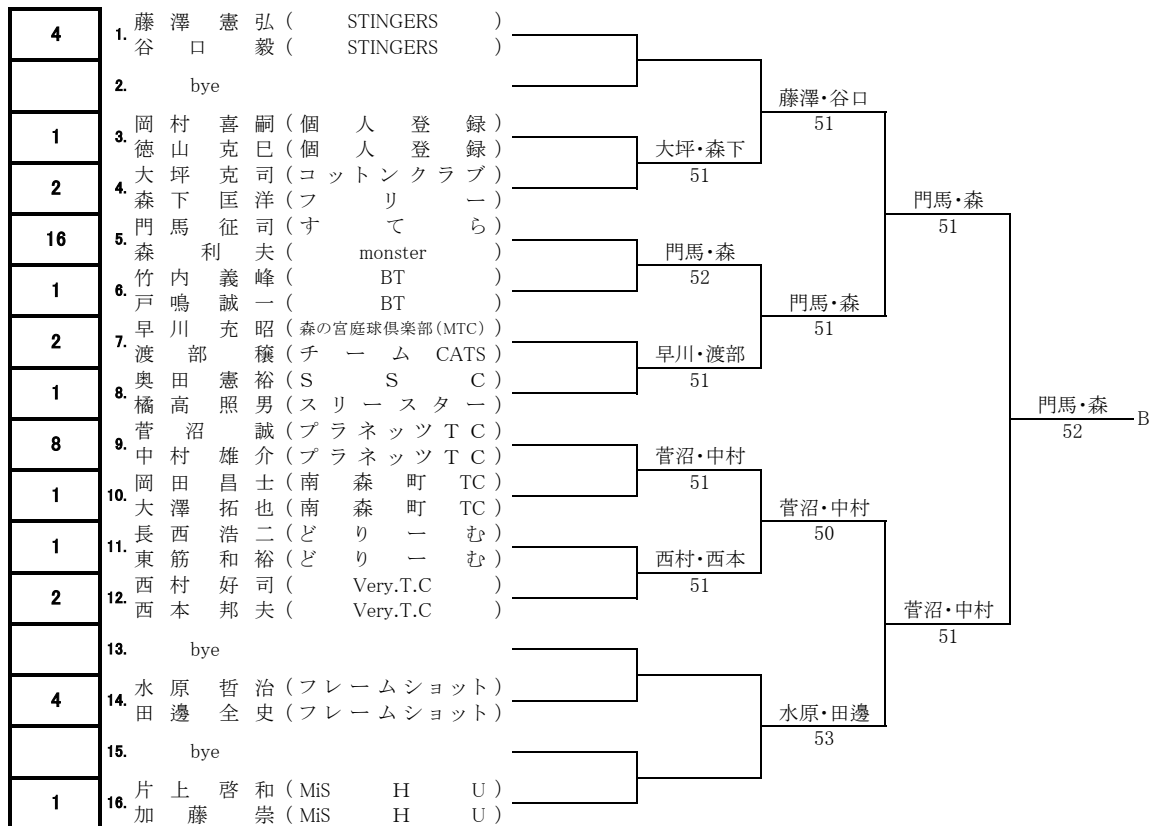 4
1.
藤澤憲弘(STINGERS)
谷口毅(STINGERS)
2.
bye
1
3.
岡村喜嗣(個人登録)
徳山克巳(個人登録)
2
4.
大坪克司(コットンクラブ)
森下匡洋(フリー)
16
5.
門馬征司(すてら)
森利夫(monster)
1
6.
竹内義峰(BT)
戸鳴誠一(BT)
2
7.
早川充昭(森の宮庭球倶楽部(MTC))
渡部穣(チームCATS)
1
8.
奥田憲裕(SSC)
橘高照男(スリースター)
8
9.
菅沼誠(プラネッツTC)
中村雄介(プラネッツTC)
1
10.
岡田昌士(南森町TC)
大澤拓也(南森町TC)
1
11.
長西浩二(どりーむ)
東筋和裕(どりーむ)
2
12.
西村好司(Very.T.C)
西本邦夫(Very.T.C)
13.
bye
4
14.
水原哲治(フレームショット)
田邊全史(フレームショット)
15.
bye
1
16.
片上啓和(MiSHU)
加藤崇(MiSHU)
大坪・森下
51
門馬・森
52
早川・渡部
51
菅沼・中村
51
西村・西本
51
藤澤・谷口
51
門馬・森
51
菅沼・中村
50
水原・田邊
53
門馬・森
51
菅沼・中村
51
門馬・森
52
B